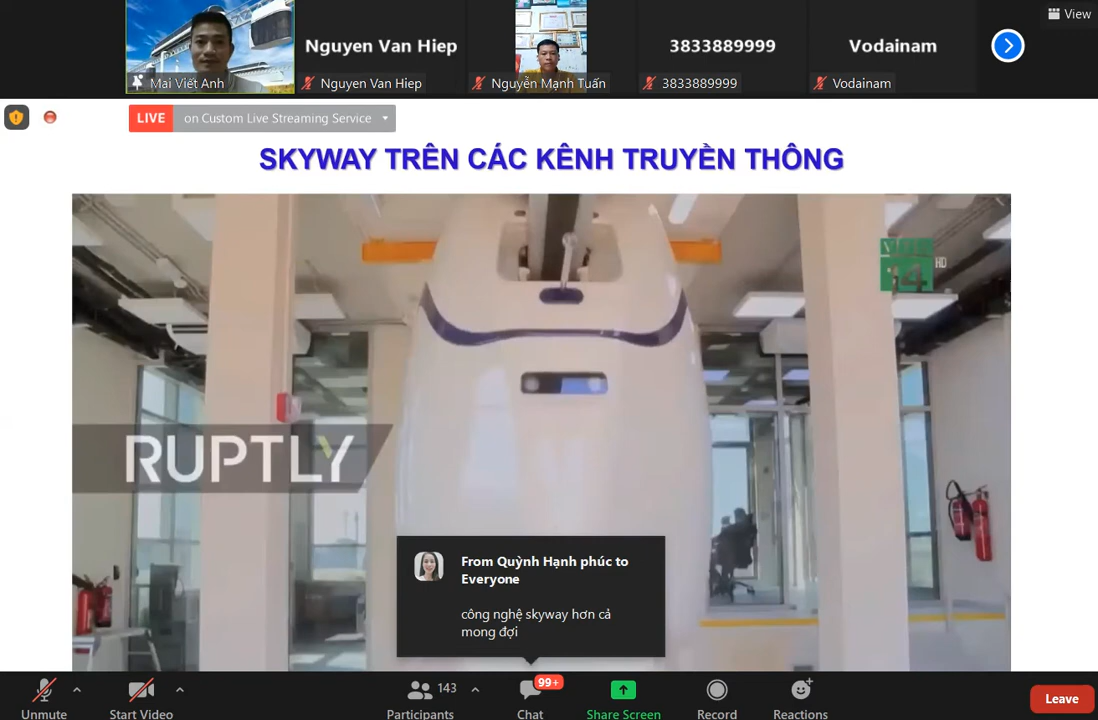 View
Nguyen Van Hiep
3833889999
Vodainam
Mai Viết Anh
Nguyen Van Hiep
Nguyễn Mạnh Tuấn
3833889999
Vodainam
LIVE on Custom Live Streaming Service
SKYWAY TRÊN CÁC KÊNH TRUYỀN THÔNG
14
HD
RUPTLY
From Quỳnh Hạnh phúc to
Everyone
công nghệ skyway hơn cả
mong đợi
143
99+
Unmute
Start Video
Participants
Chat
Share Screen
Record
Reactions
Leave